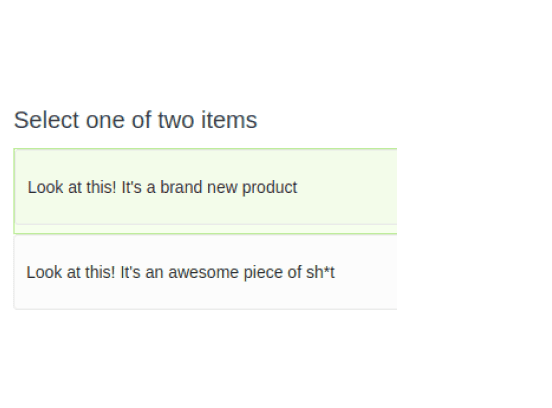 Select one of two items
Look at this! It's a brand new product
Look at this! It's an awesome piece of sh*t